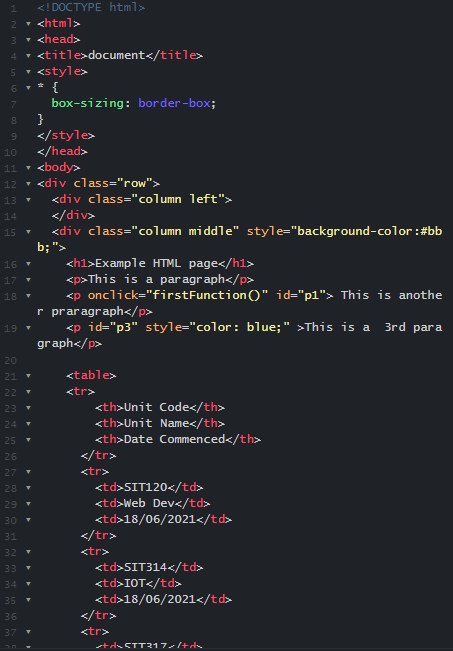 1 <!DOCTYPE html>
2 <html>
3 <head>
4 <title>document</title>
5 <style>
6 * {
7 box-sizing: border-box;
8 }
9 </style>
10 </head>
11 <body>
12 <div class="row">
13 <div class="column left">
14 </div>
15 <div class="column middle" style="background-color:#bb
b;">
16 <h1>Example HTML page</h1>
17 <p>This is a paragraph</p>
18 <p onclick="firstFunction()" id="p1"> This is anothe
r praragraph</p>
19 <p id="p3" style="color: blue;" >This is a  3rd para
graph</p>
20
21 <table>
22 <tr>
23 <th>Unit Code</th>
24 <th>Unit Name</th>
25 <th>Date Commenced</th>
26 </tr>
27 <tr>
28 <td>SIT120</td>
29 <td>Web Dev</td>
30 <td>18/06/2021</td>
31 </tr>
32 <tr>
33 <td>SIT314</td>
34 <td>IOT</td>
35 <td>18/06/2021</td>
36 </tr>
37 <tr>
38 <td>SIT317</td>